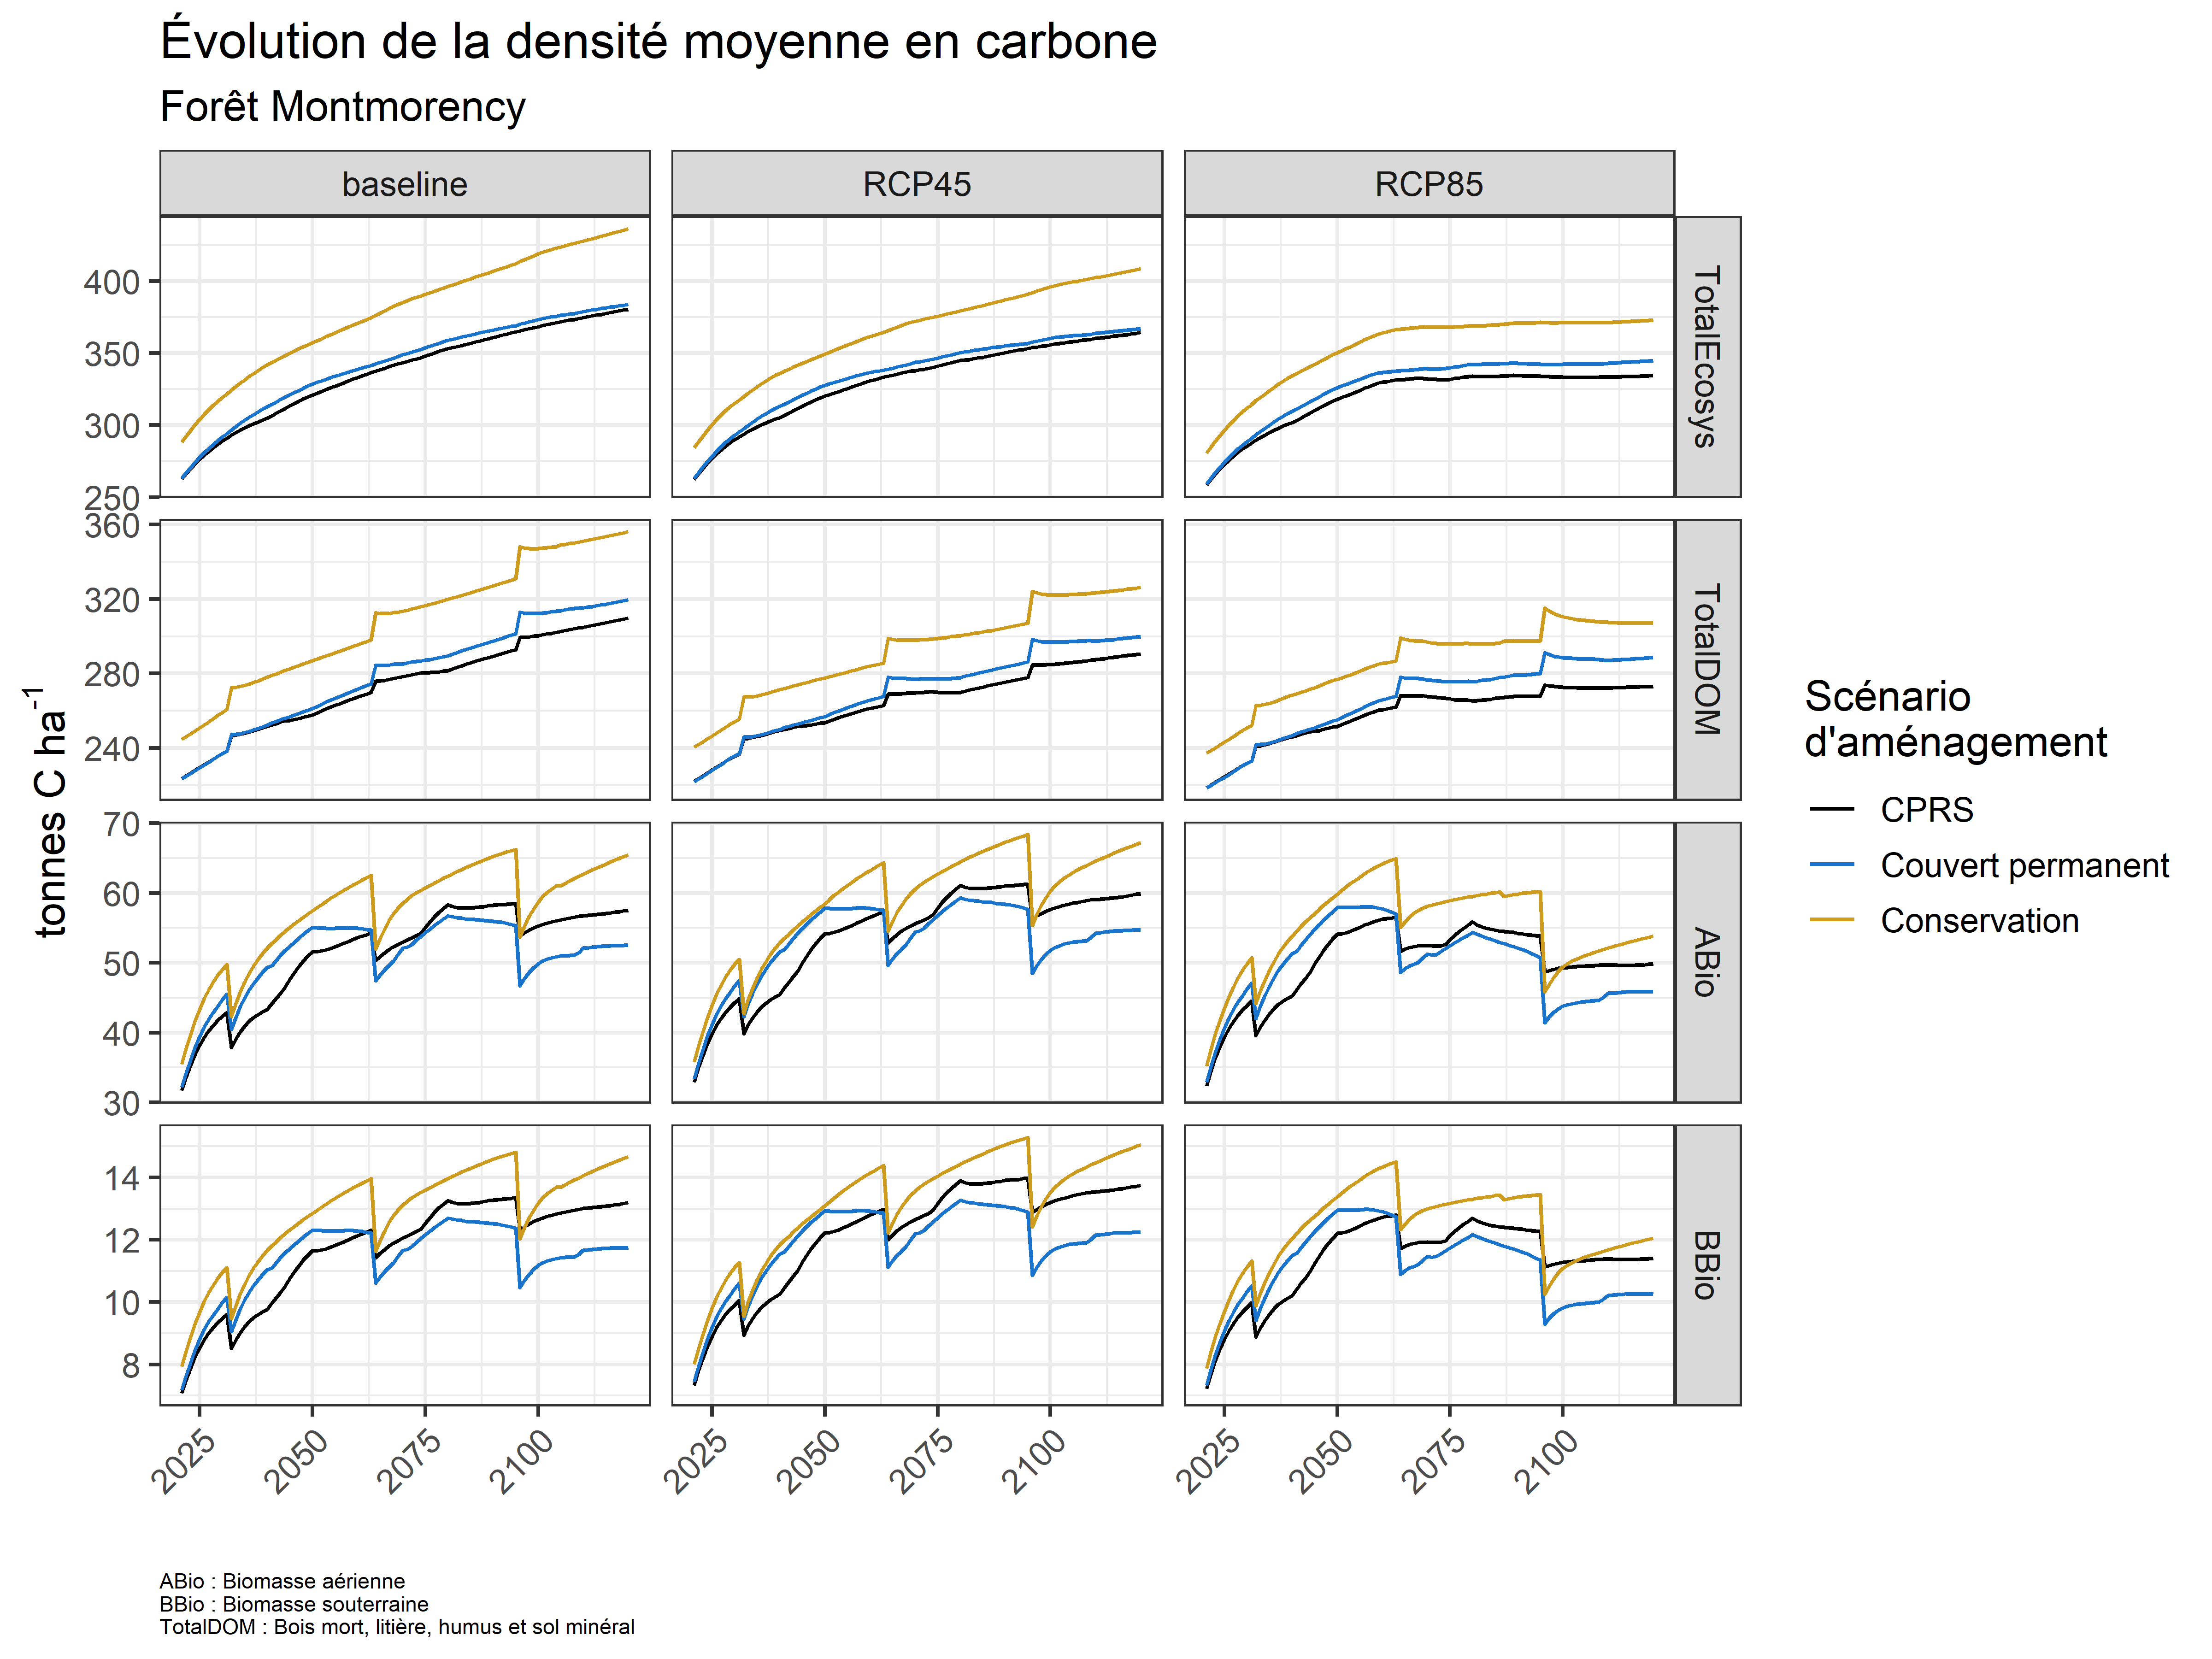 Évolution de la densité moyenne en carbone
Forêt Montmorency
baseline
RCP45
RCP85
tonnes C ha-1
400
350
300
250
TotalEcosys
360
320
280
240
TotalDOM
70
60
50
40
30
ABio
14
12
10
8
BBio
2025
2050
2075
2100
2025
2050
2075
2100
2025
2050
2075
2100
Scénario
d'aménagement
CPRS
Couvert permanent
Conservation
ABio : Biomasse aérienne
BBio : Biomasse souterraine
TotalDOM : Bois mort, litière, humus et sol minéral